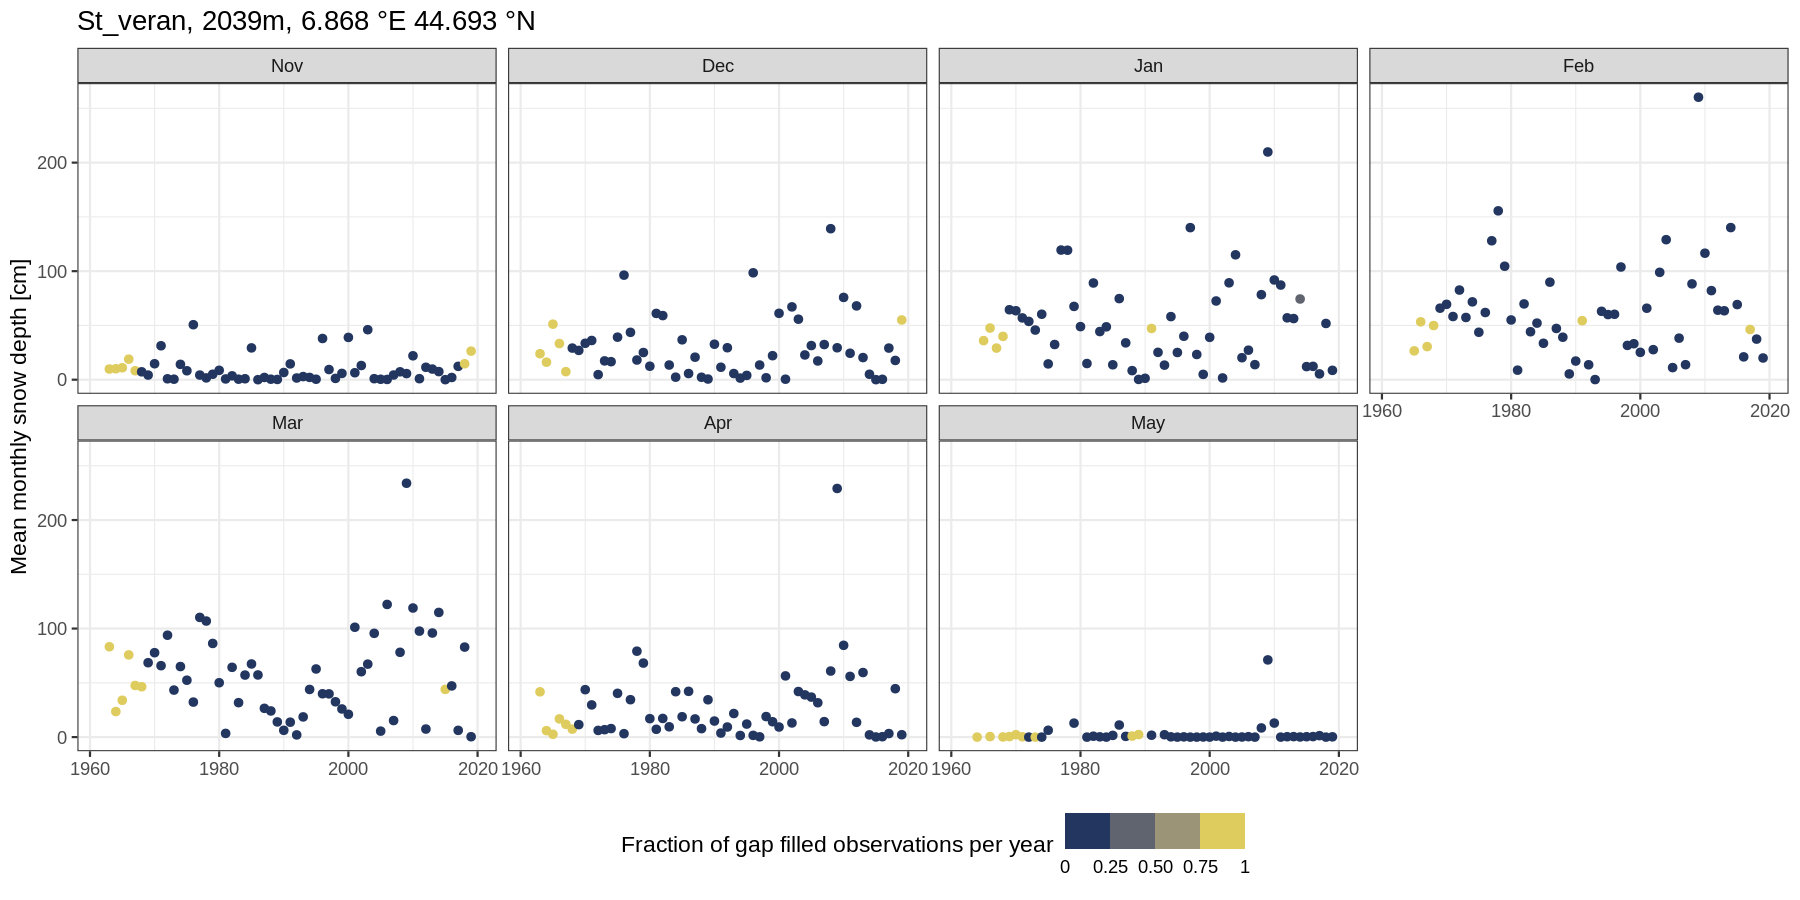 St_veran, 2039m, 6.868 °E 44.693 °N
Nov
Dec
Jan
Feb
Mean monthly snow depth [cm]
200
100
0
1960 1980 2000 2020
Mar
Apr
May
200
100
0
1960 1980 2000 2020 1960 1980 2000 2020 1960 1980 2000 2020
Fraction of gap filled observations per year
0 0.25 0.50 0.75 1